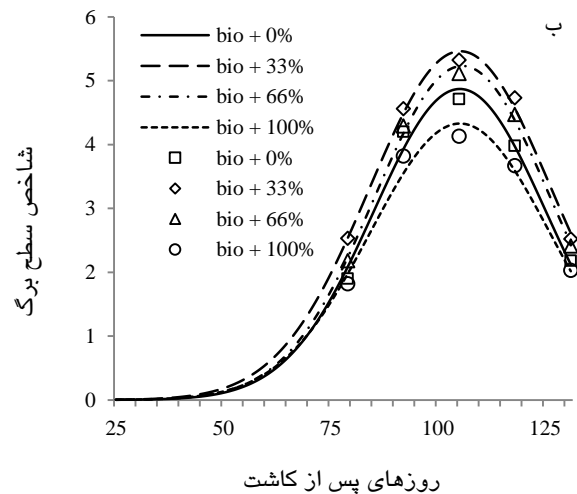 ب
6
5
4
3
2
1
0
شاخص سطح برگ
bio + 0%
bio + 33%
bio + 66%
bio + 100%
bio + 0%
bio + 33%
bio + 66%
bio + 100%
25 50 75 100 125
روزهای پس از کاشت